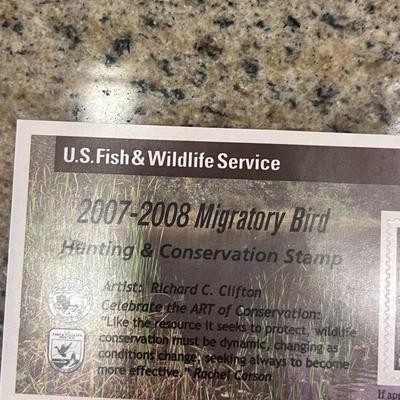 U.S. Fish & Wildlife Service
2007-2008 Migratory Bird
Hunting & Conservation Stamp
Artist: Richard C. Clifton
Celebrate the ART of Conservation:
"Like the resource it seeks to protect, wildlife
conservation must be dynamic, changing as
conditions change, seeking always to become
more effective." Rachel Carson
If ap